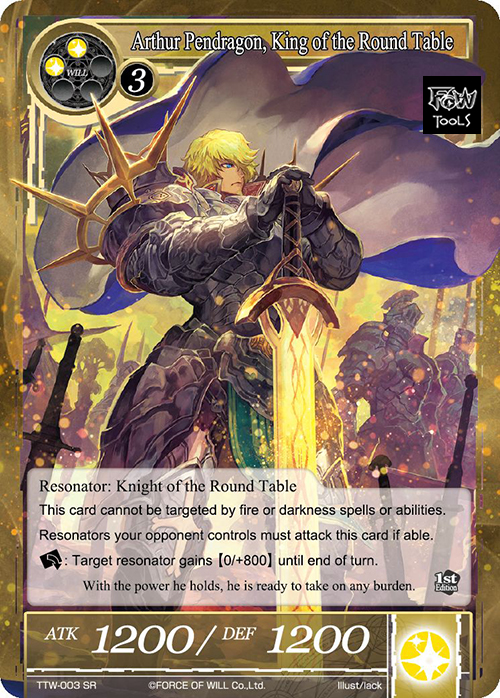 Arthur Pendragon, King of the Round Table
WILL
3
FOW
TOOLS
Resonator: Knight of the Round Table
This card cannot be targeted by fire or darkness spells or abilities.
Resonators your opponent controls must attack this card if able.
: Target resonator gains【0/+800】until end of turn.
With the power he holds, he is ready to take on any burden.
1st
Edition
ATK 1200 / DEF 1200
TTW-003 SR ©FORCE OF WILL Co.,Ltd. Illust/lack